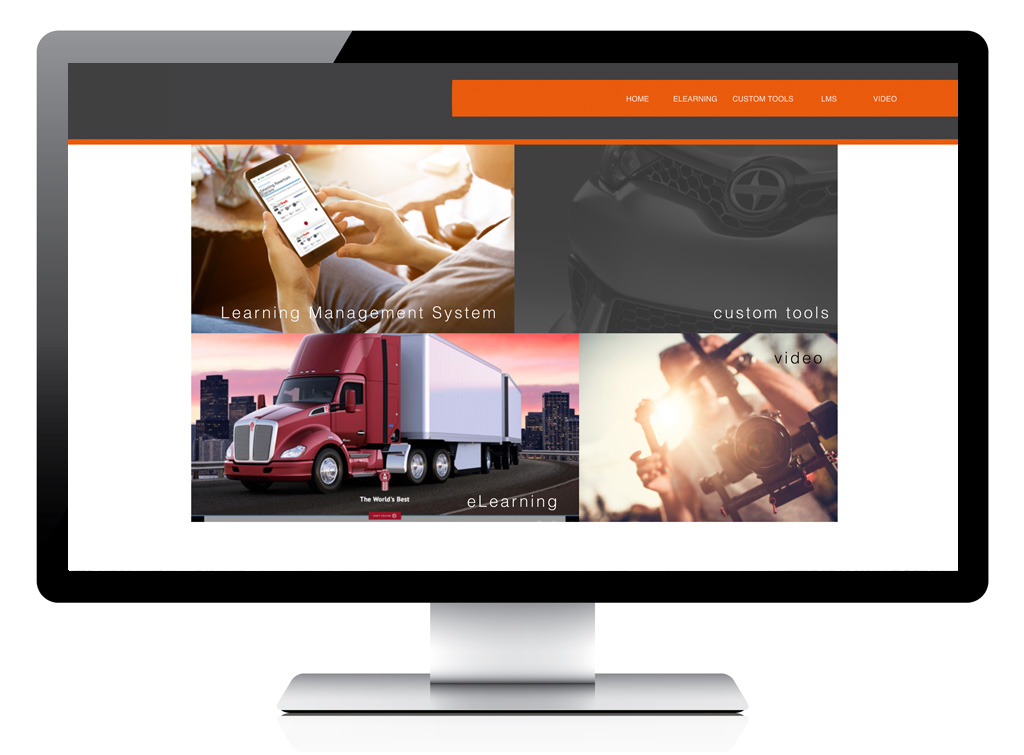 HOME ELEARNING CUSTOM TOOLS LMS VIDEO
Learning Management System
custom tools
video
The World's Best
eLearning